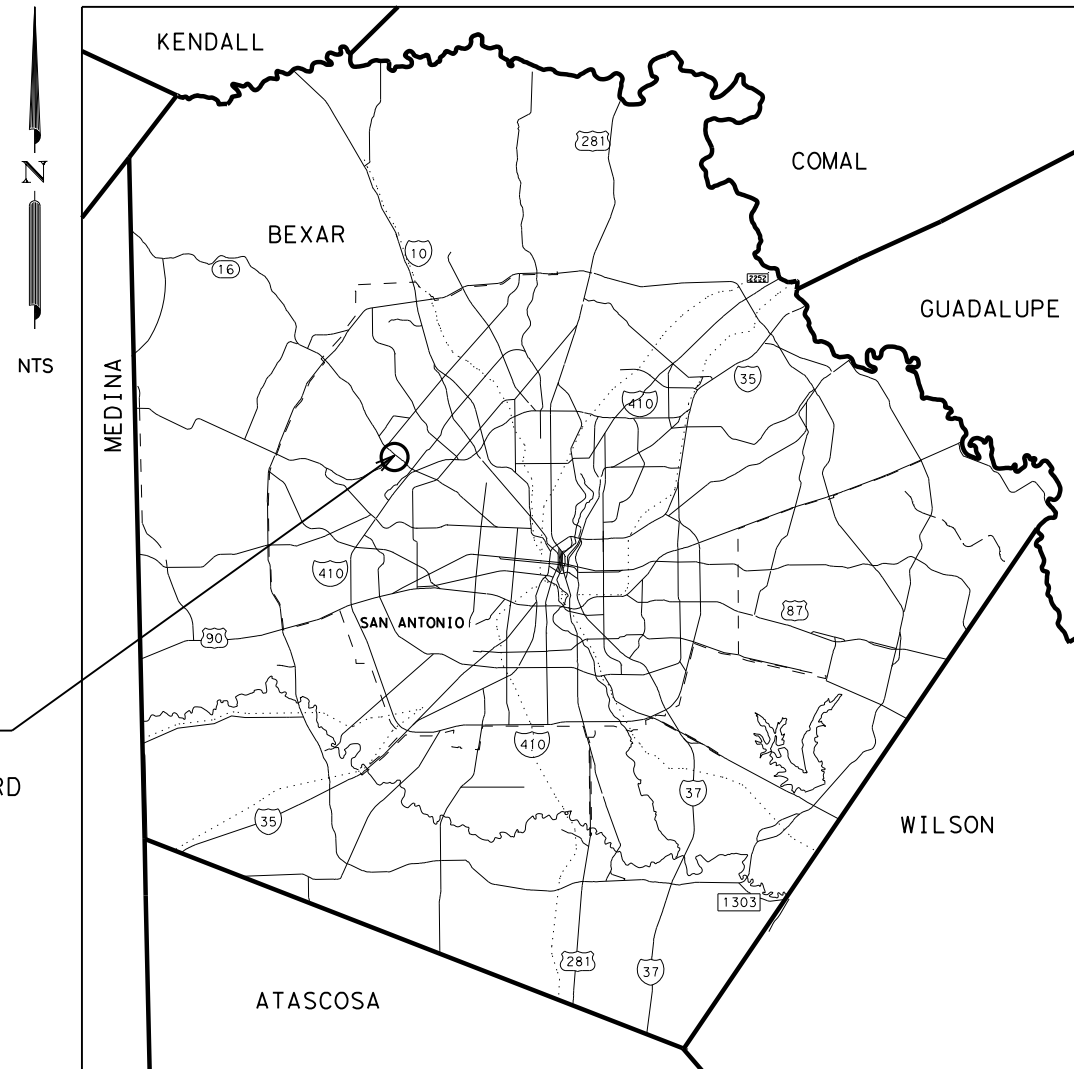 KENDALL
281
N
COMAL
BEXAR
10
16
2252
GUADALUPE
NTS
MEDINA
35
410
410
87
SAN ANTONIO
90
410
RD
37
35
WILSON
1303
281
37
ATASCOSA